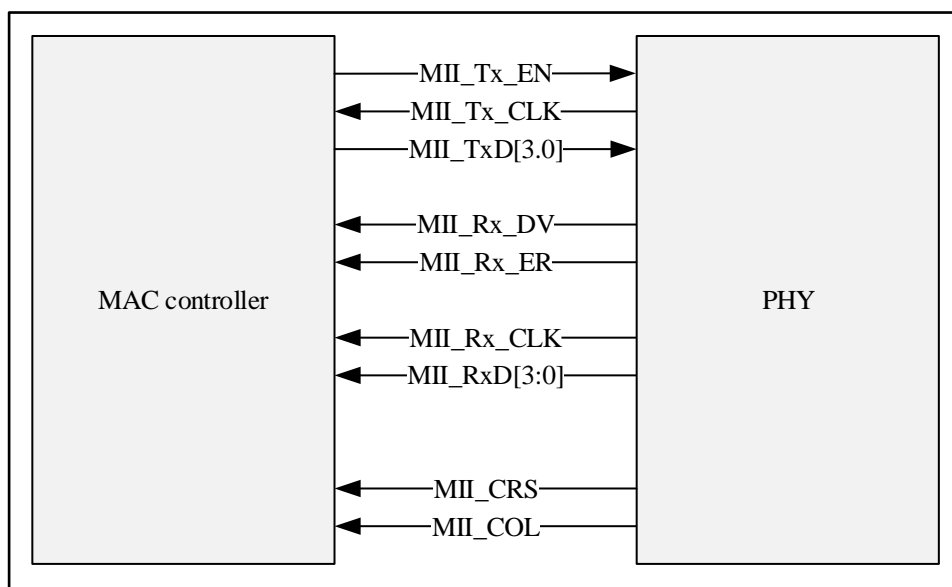 MII_Tx_EN
MII_Tx_CLK
MII_TxD[3.0]
MII_Rx_DV
MII_Rx_ER
MAC controller
PHY
MII_Rx_CLK
MII_RxD[3:0]
MII_CRS
MII_COL